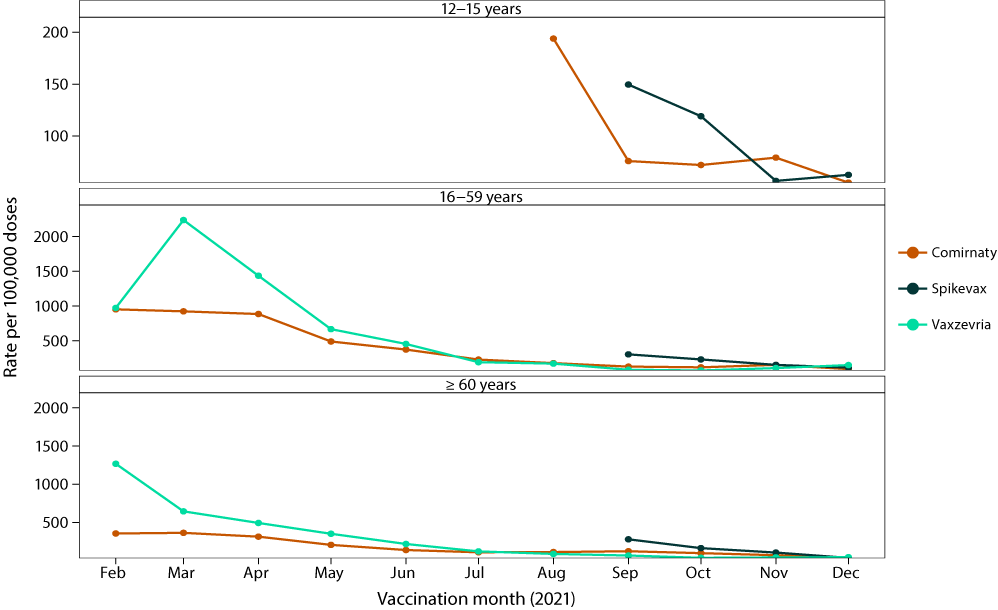 12–15 years
200
150
100
16–59 years
2000
1500
1000
500
≥ 60 years
2000
1500
1000
500
Rate per 100,000 doses
Feb Mar Apr May Jun Jul Aug Sep Oct Nov Dec
Vaccination month (2021)
Comirnaty
Spikevax
Vaxzevria